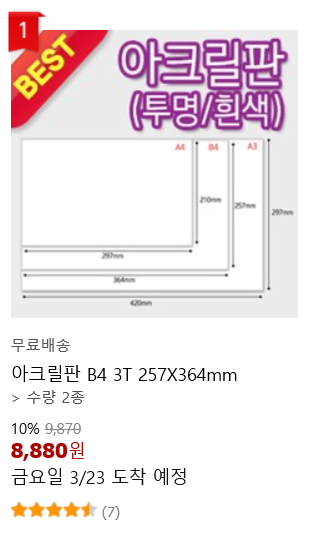 1
BEST
아크릴판
(투명/흰색)
A4
B4
A3
210mm
257mm
297mm
297mm
364mm
420mm
무료배송
아크릴판 B4 3T 257X364mm
> 수량 2종
10% 9,870
8,880원
금요일 3/23 도착 예정
(7)